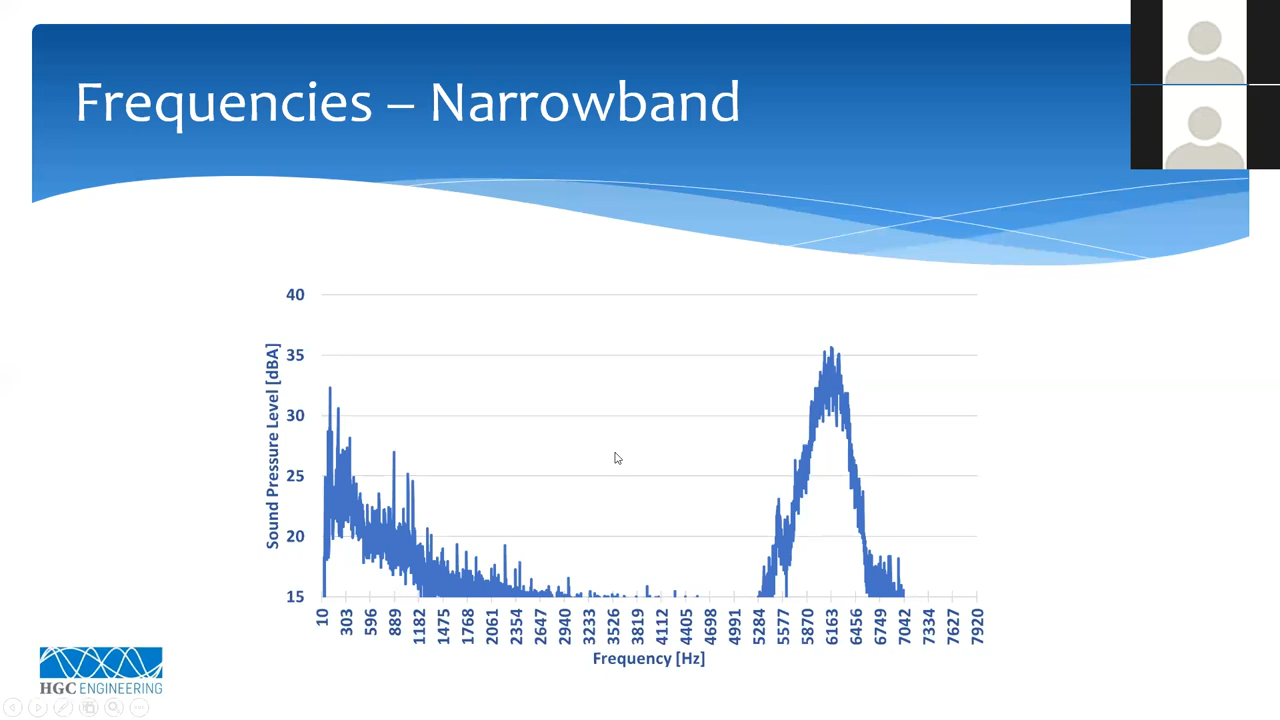 Frequencies – Narrowband
40
35
30
25
20
15
Sound Pressure Level [dBA]
10 303 596 889 1182 1475 1768 2061 2354 2647 2940 3233 3526 3819 4112 4405 4698 4991 5284 5577 5870 6163 6456 6749 7042 7334 7627 7920
Frequency [Hz]
HGC ENGINEERING